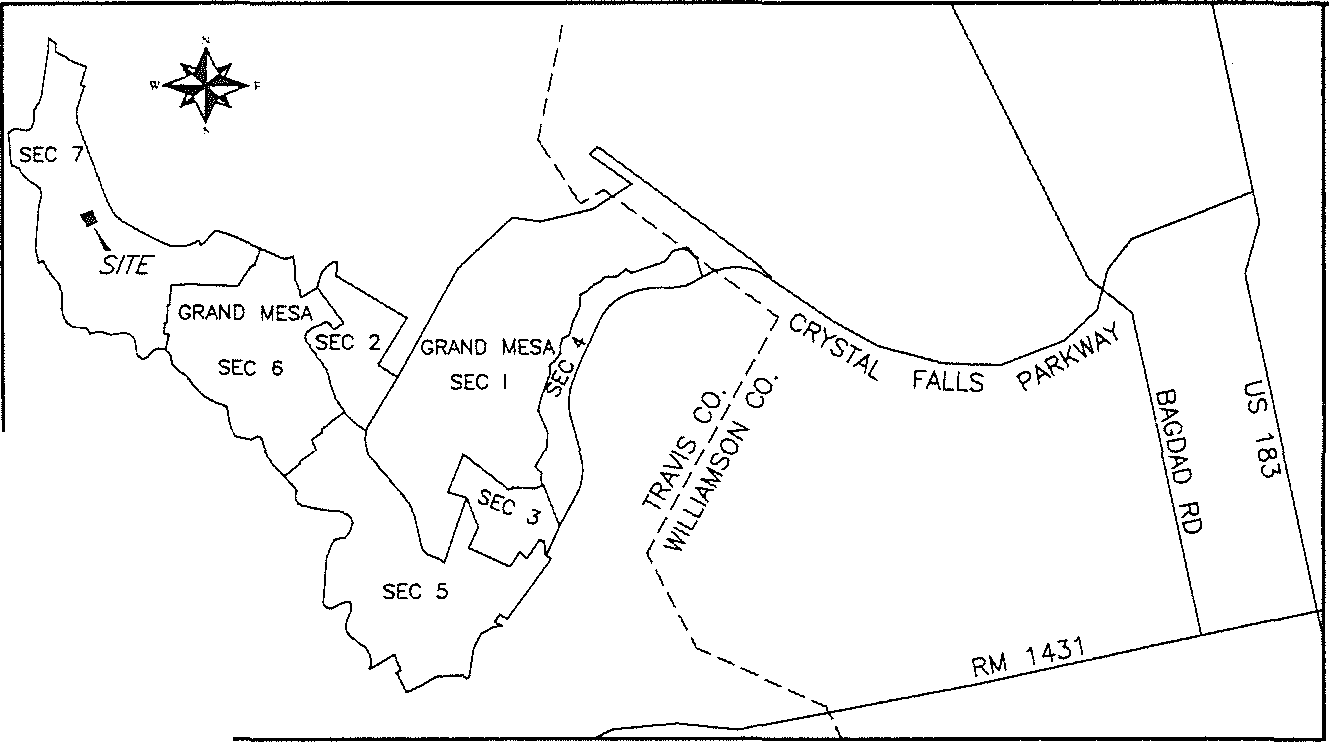 N
W E
SEC 7
SITE
GRAND MESA
SEC 6
SEC 2
GRAND MESA
SEC 1
SEC 4
SEC 3
SEC 5
CRYSTAL FALLS PARKWAY
TRAVIS CO.
WILLIAMSON CO.
BAGDAD RD
US 183
RM 1431